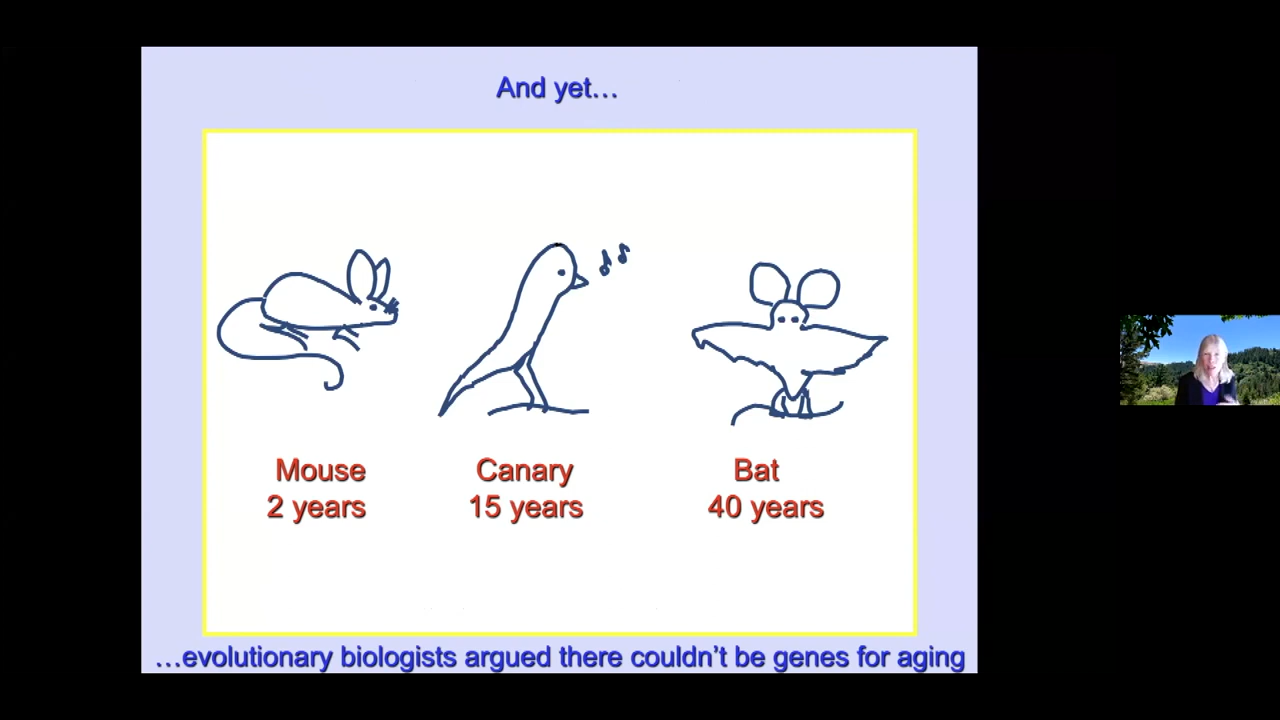 And yet…
Mouse
2 years
Canary
15 years
Bat
40 years
…evolutionary biologists argued there couldn't be genes for aging